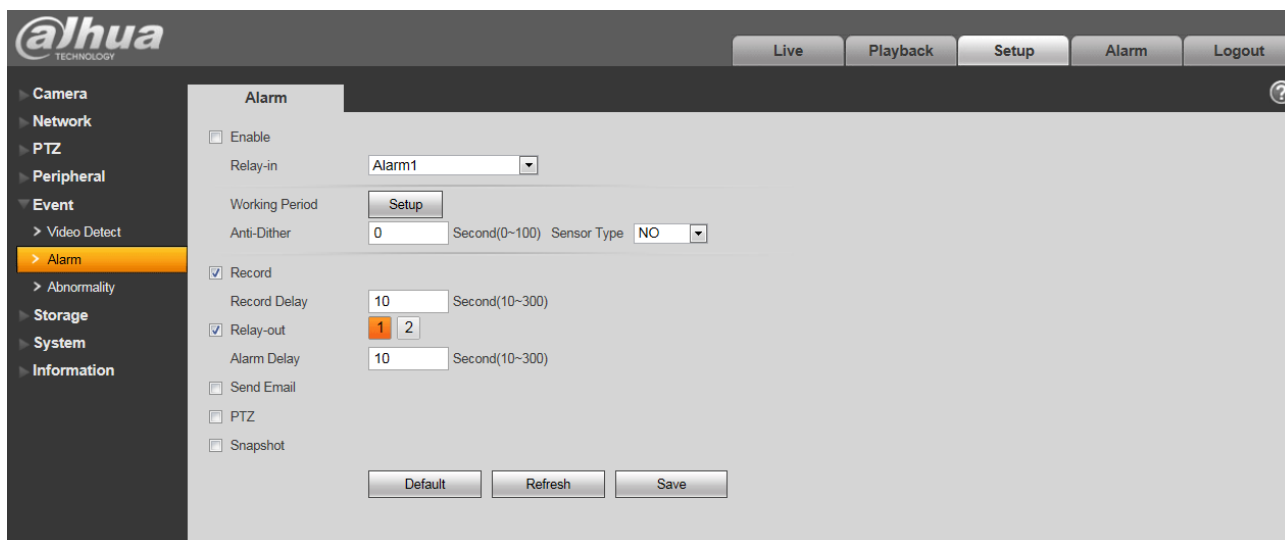 alhua
TECHNOLOGY
Live Playback Setup Alarm Logout
Camera
Network
PTZ
Peripheral
Event
> Video Detect
> Alarm
> Abnormality
Storage
System
Information
Alarm
?
Enable
Relay-in Alarm1
Working Period Setup
Anti-Dither 0 Second(0~100) Sensor Type NO
Record
Record Delay 10 Second(10~300)
Relay-out 1 2
Alarm Delay 10 Second(10~300)
Send Email
PTZ
Snapshot
Default Refresh Save